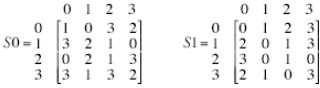 0 1 2 3 0 1 2 3
0 1 0 3 2 0 0 1 2 3
S0 = 1 3 2 1 0 S1 = 1 2 0 1 3
2 0 2 1 3 2 3 0 1 0
3 3 1 3 2 3 2 1 0 3